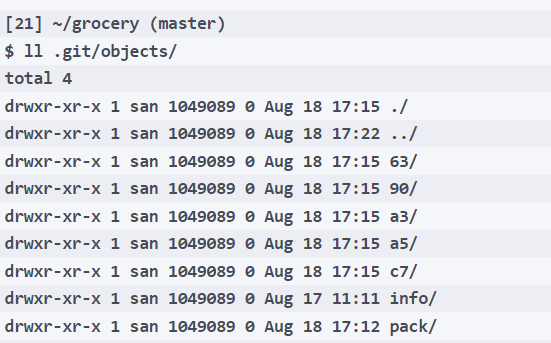 [21] ~/grocery (master)
$ ll .git/objects/
total 4
drwxr-xr-x 1 san 1049089 0 Aug 18 17:15 ./
drwxr-xr-x 1 san 1049089 0 Aug 18 17:22 ../
drwxr-xr-x 1 san 1049089 0 Aug 18 17:15 63/
drwxr-xr-x 1 san 1049089 0 Aug 18 17:15 90/
drwxr-xr-x 1 san 1049089 0 Aug 18 17:15 a3/
drwxr-xr-x 1 san 1049089 0 Aug 18 17:15 a5/
drwxr-xr-x 1 san 1049089 0 Aug 18 17:15 c7/
drwxr-xr-x 1 san 1049089 0 Aug 17 11:11 info/
drwxr-xr-x 1 san 1049089 0 Aug 18 17:12 pack/